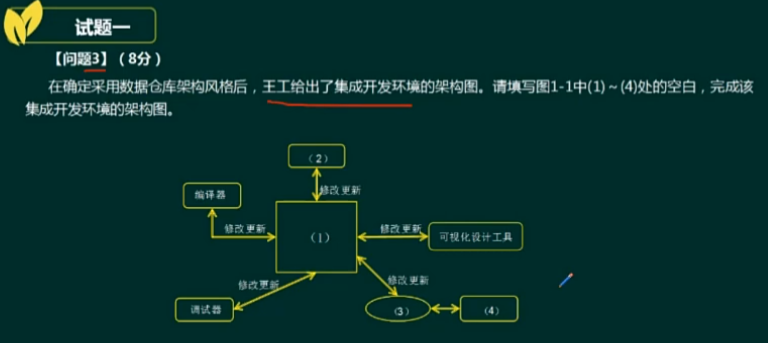 试题一
【问题3】（8分）
在确定采用数据仓库架构风格后，王工给出了集成开发环境的架构图。请填写图1-1中(1)～(4)处的空白，完成该
集成开发环境的架构图。
（2）
修改更新
编译器
修改更新
（1）
修改更新
可视化设计工具
修改更新
修改更新
调试器
（3）
（4）